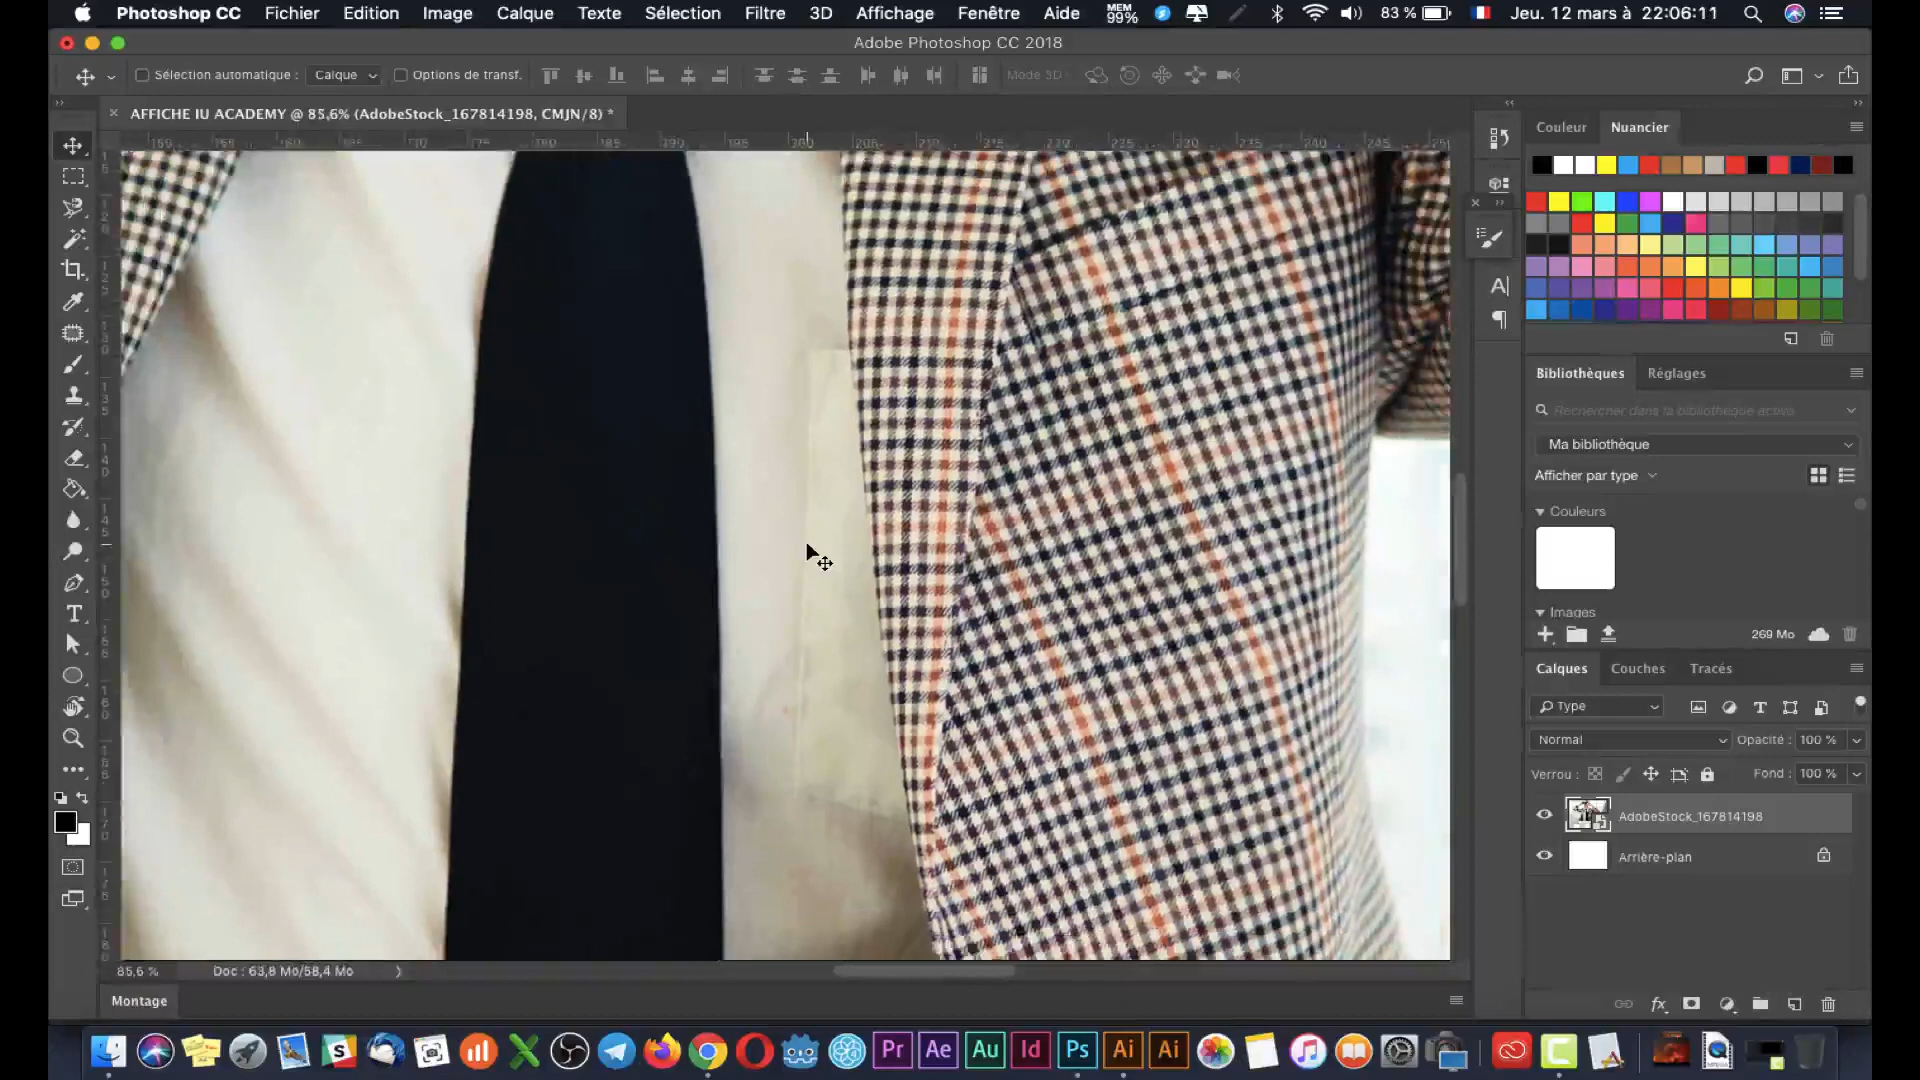 Photoshop CC Fichier Edition Image Calque Texte Sélection Filtre 3D Affichage Fenêtre Aide MEM 99% 83 % Jeu. 12 mars à 22:06:11
Adobe Photoshop CC 2018
Sélection automatique : Calque Options de transf. Mode 3D :
AFFICHE IU ACADEMY @ 85,6% (AdobeStock_167814198, CMJN/8) *
Couleur Nuancier
Bibliothèques Réglages
Rechercher dans la bibliothèque active
Ma bibliothèque
Afficher par type
Couleurs
Images
269 Mo
Calques Couches Tracés
Type
Normal Opacité : 100 %
Verrou : Fond : 100 %
AdobeStock_167814198
Arrière-plan
85,6 % Doc : 63,8 Mo/58,4 Mo
Montage
Pr Ae Au Id Ps Ai Ai